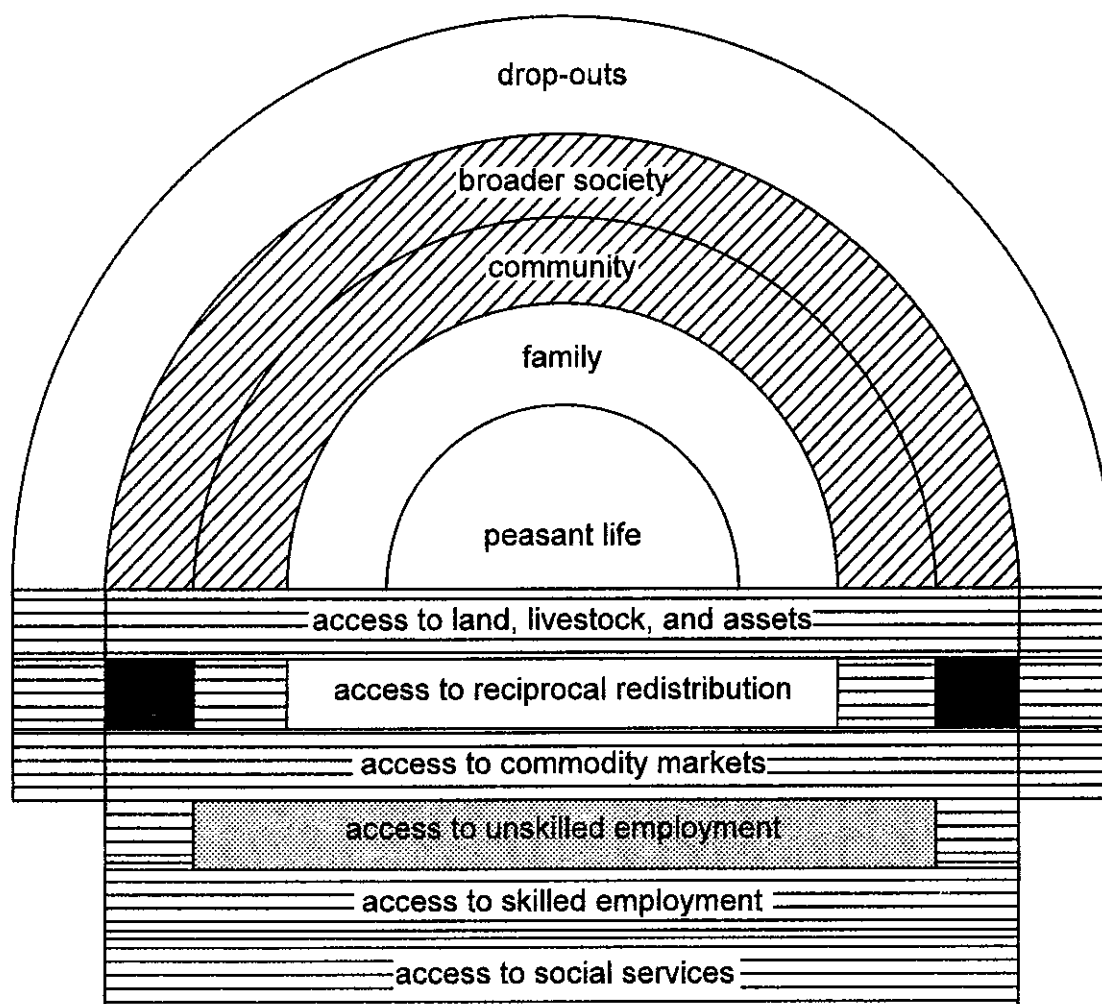 drop-outs
broader society
community
family
peasant life
access to land, livestock, and assets
access to reciprocal redistribution
access to commodity markets
access to unskilled employment
access to skilled employment
access to social services